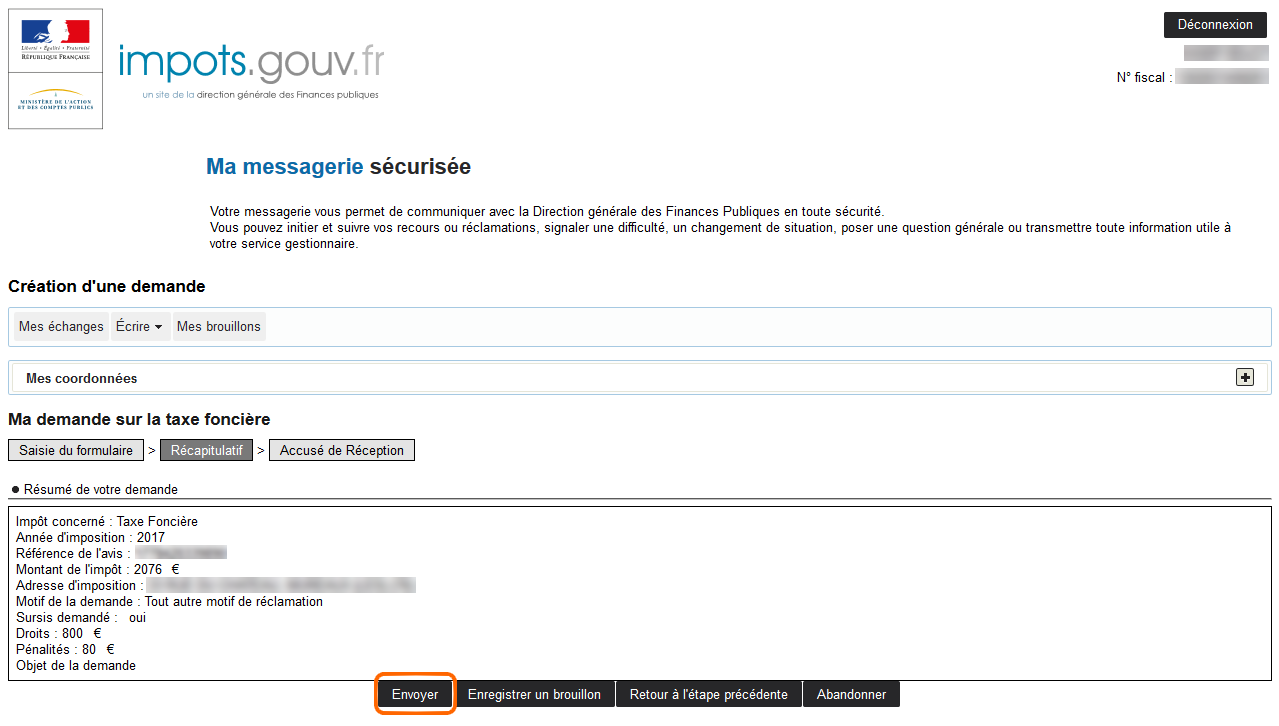 Liberté • Égalité • Fraternité
RÉPUBLIQUE FRANÇAISE
MINISTÈRE DE L'ACTION
ET DES COMPTES PUBLICS
impots.gouv.fr
un site de la direction générale des Finances publiques
Déconnexion
N° fiscal :
Ma messagerie sécurisée
Votre messagerie vous permet de communiquer avec la Direction générale des Finances Publiques en toute sécurité.
Vous pouvez initier et suivre vos recours ou réclamations, signaler une difficulté, un changement de situation, poser une question générale ou transmettre toute information utile à
votre service gestionnaire.
Création d'une demande
Mes échanges Écrire Mes brouillons
Mes coordonnées
Ma demande sur la taxe foncière
Saisie du formulaire > Récapitulatif > Accusé de Réception
Résumé de votre demande
Impôt concerné : Taxe Foncière
Année d'imposition : 2017
Référence de l'avis :
Montant de l'impôt : 2076 €
Adresse d'imposition :
Motif de la demande : Tout autre motif de réclamation
Sursis demandé : oui
Droits : 800 €
Pénalités : 80 €
Objet de la demande
Envoyer Enregistrer un brouillon Retour à l'étape précédente Abandonner